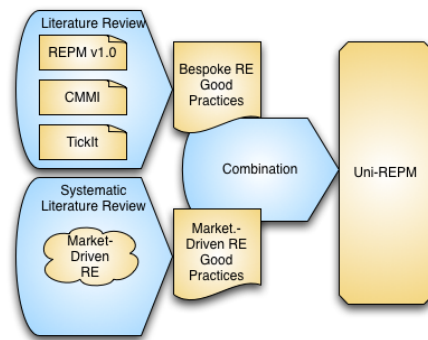 Literature Review
REPM v1.0
CMMI
TickIt
Bespoke RE
Good
Practices
Combination
Uni-REPM
Systematic
Literature Review
Market-
Driven
RE
Market.-
Driven RE
Good
Practices